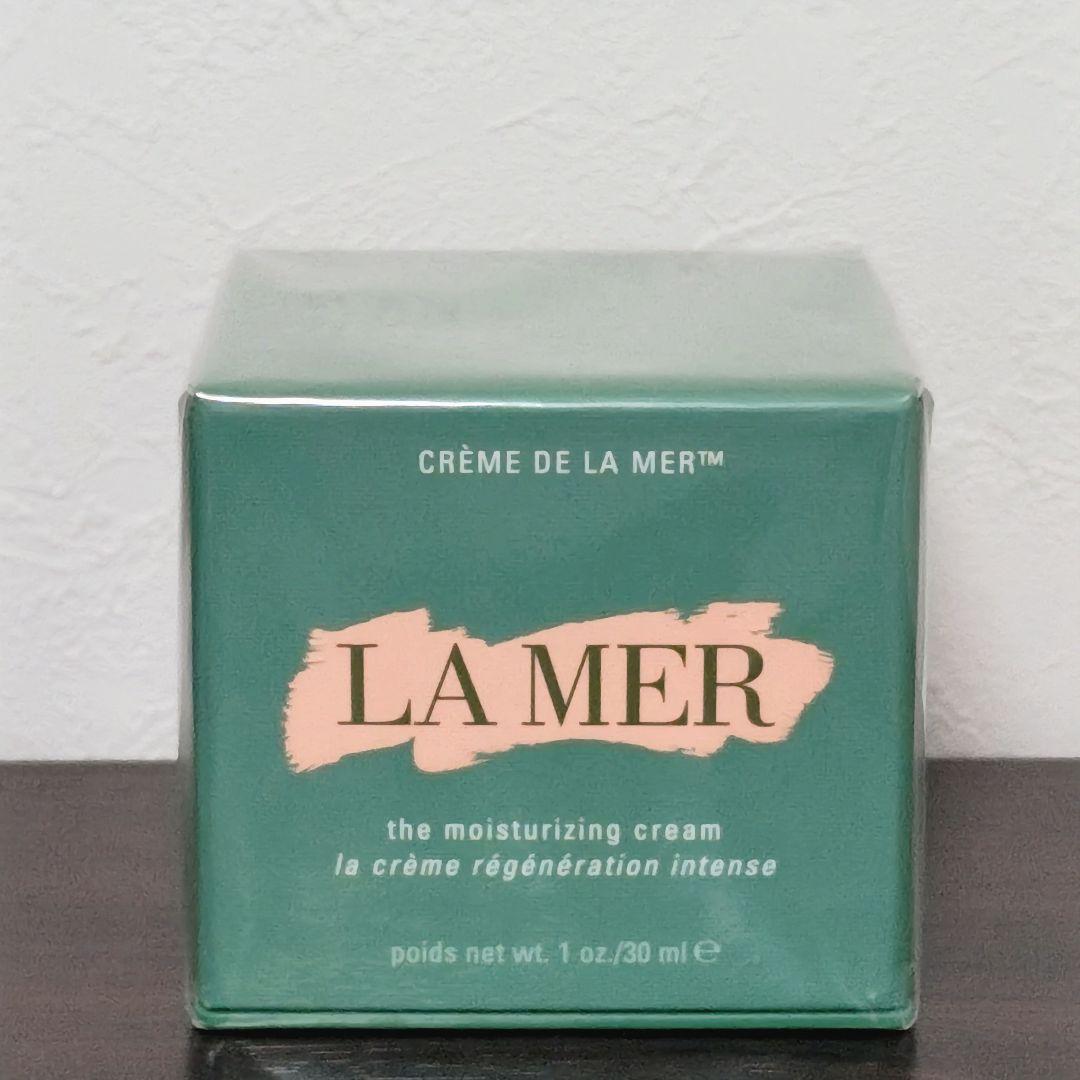 CRÈME DE LA MER™
LA MER
the moisturizing cream
la crème régénération intense
poids net wt. 1 oz./30 ml ℮